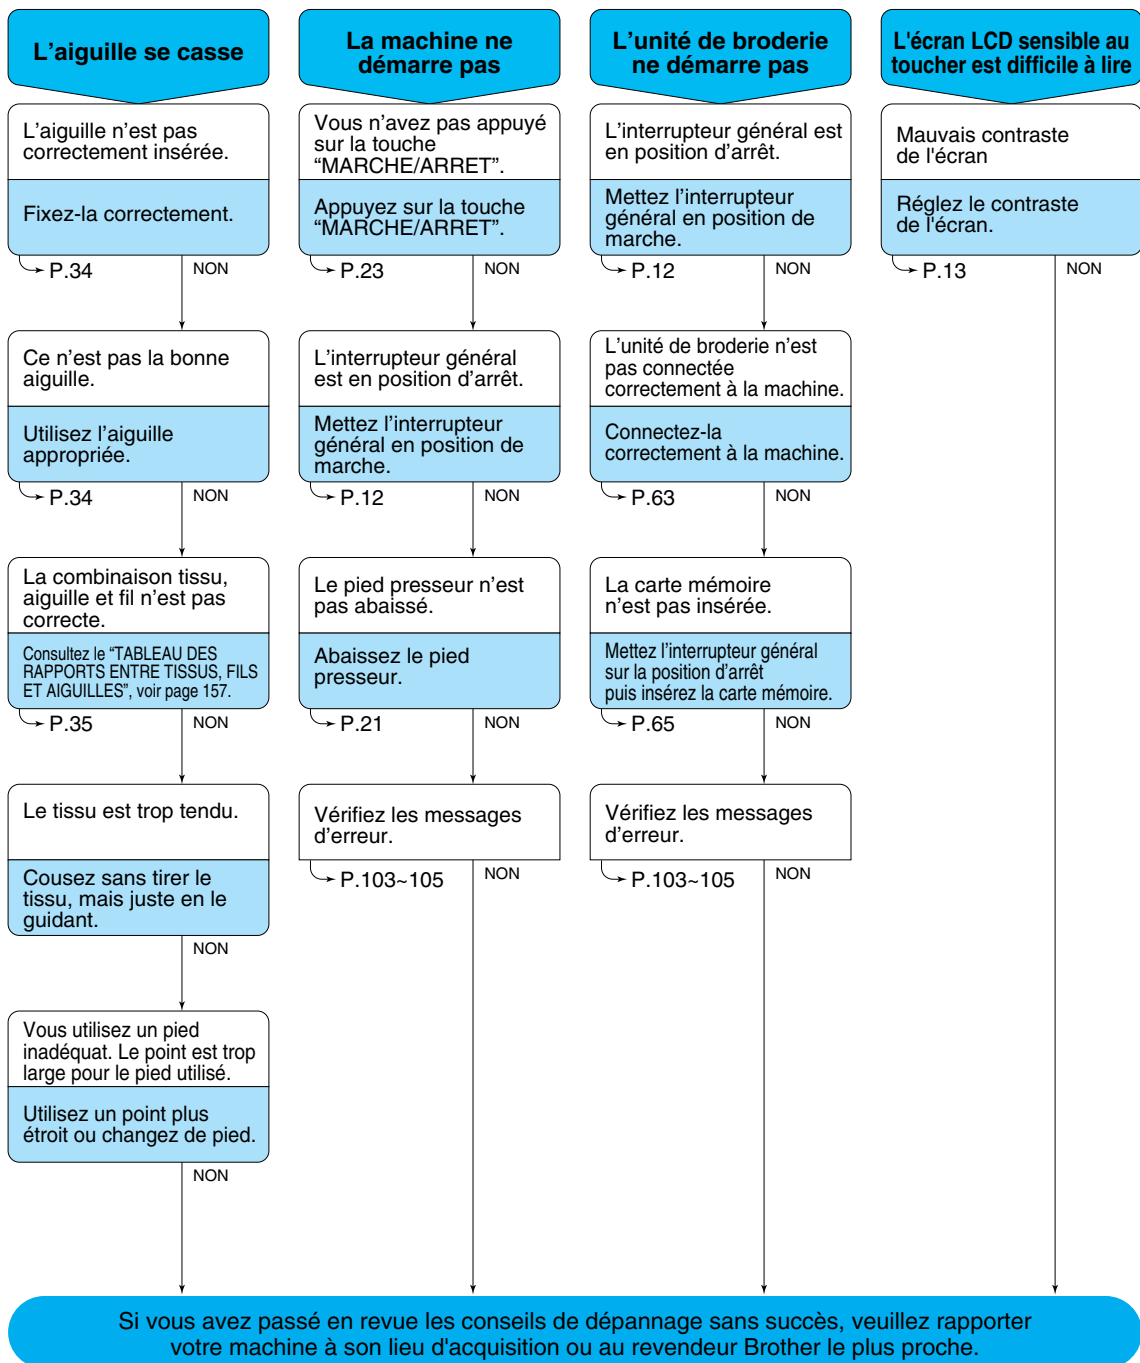 L'aiguille se casse
L'aiguille n'est pas
correctement insérée.
Fixez-la correctement.
P.34
NON
Ce n'est pas la bonne
aiguille.
Utilisez l'aiguille
appropriée.
P.34
NON
La combinaison tissu,
aiguille et fil n'est pas
correcte.
Consultez le “TABLEAU DES
RAPPORTS ENTRE TISSUS, FILS
ET AIGUILLES”, voir page 157.
P.35
NON
Le tissu est trop tendu.
Cousez sans tirer le
tissu, mais juste en le
guidant.
NON
Vous utilisez un pied
inadéquat. Le point est trop
large pour le pied utilisé.
Utilisez un point plus
étroit ou changez de pied.
NON
La machine ne
démarre pas
Vous n'avez pas appuyé
sur la touche
“MARCHE/ARRET”.
Appuyez sur la touche
“MARCHE/ARRET”.
P.23
NON
L'interrupteur général
est en position d'arrêt.
Mettez l'interrupteur
général en position de
marche.
P.12
NON
Le pied presseur n'est
pas abaissé.
Abaissez le pied
presseur.
P.21
NON
Vérifiez les messages
d'erreur.
P.103~105
NON
L'unité de broderie
ne démarre pas
L'interrupteur général est
en position d'arrêt.
Mettez l'interrupteur
général en position de
marche.
P.12
NON
L'unité de broderie n'est
pas connectée
correctement à la machine.
Connectez-la
correctement à la machine.
P.63
NON
La carte mémoire
n'est pas insérée.
Mettez l'interrupteur général
sur la position d'arrêt
puis insérez la carte mémoire.
P.65
NON
Vérifiez les messages
d'erreur.
P.103~105
NON
L'écran LCD sensible au
toucher est difficile à lire
Mauvais contraste
de l'écran
Réglez le contraste
de l'écran.
P.13
NON
Si vous avez passé en revue les conseils de dépannage sans succès, veuillez rapporter
votre machine à son lieu d'acquisition ou au revendeur Brother le plus proche.